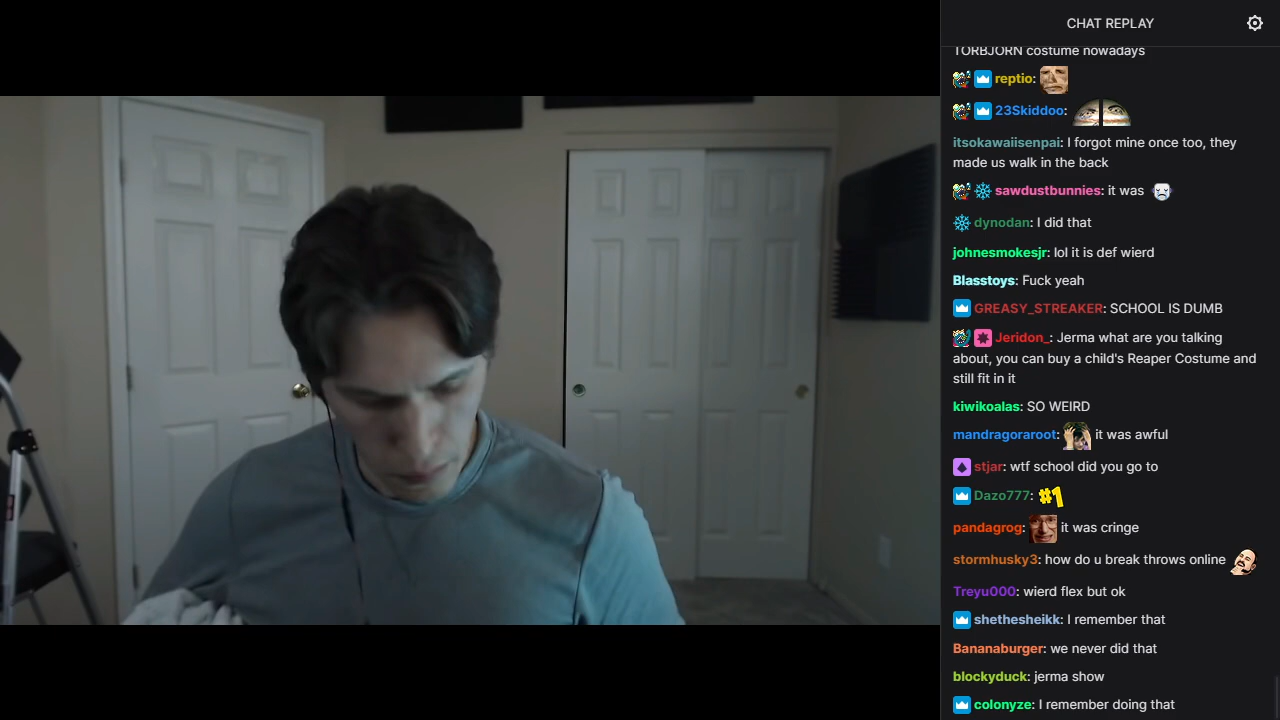 CHAT REPLAY
TORBJORN costume nowadays
reptio:
23Skiddoo:
itsokawaiisenpai: I forgot mine once too, they
made us walk in the back
sawdustbunnies: it was
dynodan: I did that
johnesmokesjr: lol it is def wierd
Blasstoys: Fuck yeah
GREASY_STREAKER: SCHOOL IS DUMB
Jeridon_: Jerma what are you talking
about, you can buy a child's Reaper Costume and
still fit in it
kiwikoalas: SO WEIRD
mandragoraroot: it was awful
stjar: wtf school did you go to
Dazo777: #1
pandagrog: it was cringe
stormhusky3: how do u break throws online
Treyu000: wierd flex but ok
shethesheikk: I remember that
Bananaburger: we never did that
blockyduck: jerma show
colonyze: I remember doing that